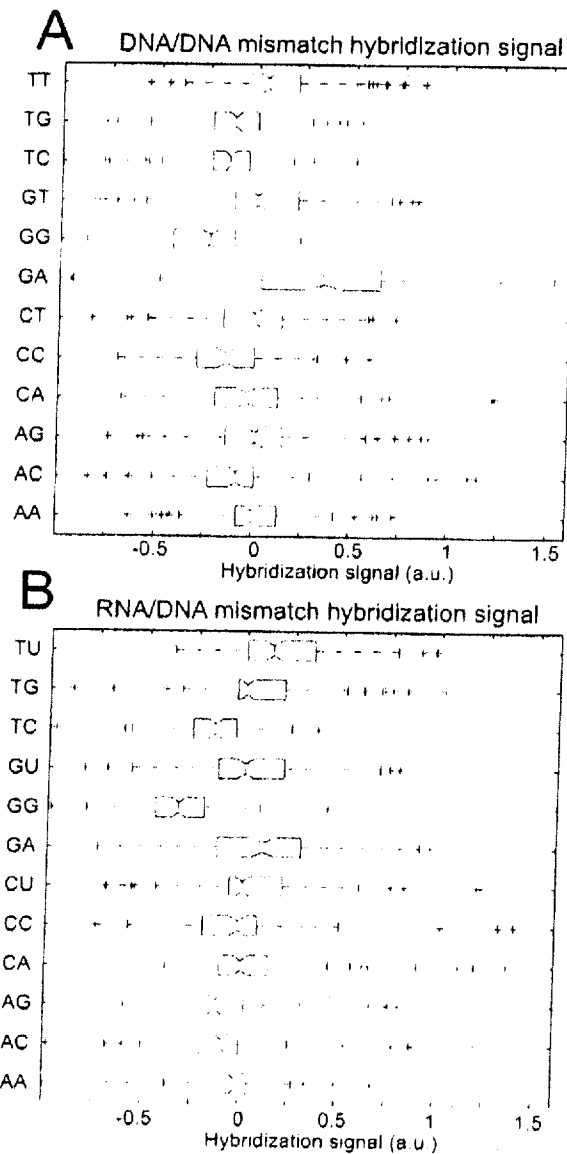 A
DNA/DNA mismatch hybridization signal
TT
TG
TC
GT
GG
GA
CT
CC
CA
AG
AC
AA
-0.5 0 0.5 1 1.5
Hybridization signal (a.u.)
B
RNA/DNA mismatch hybridization signal
TU
TG
TC
GU
GG
GA
CU
CC
CA
AG
AC
AA
-0.5 0 0.5 1 1.5
Hybridization signal (a.u.)